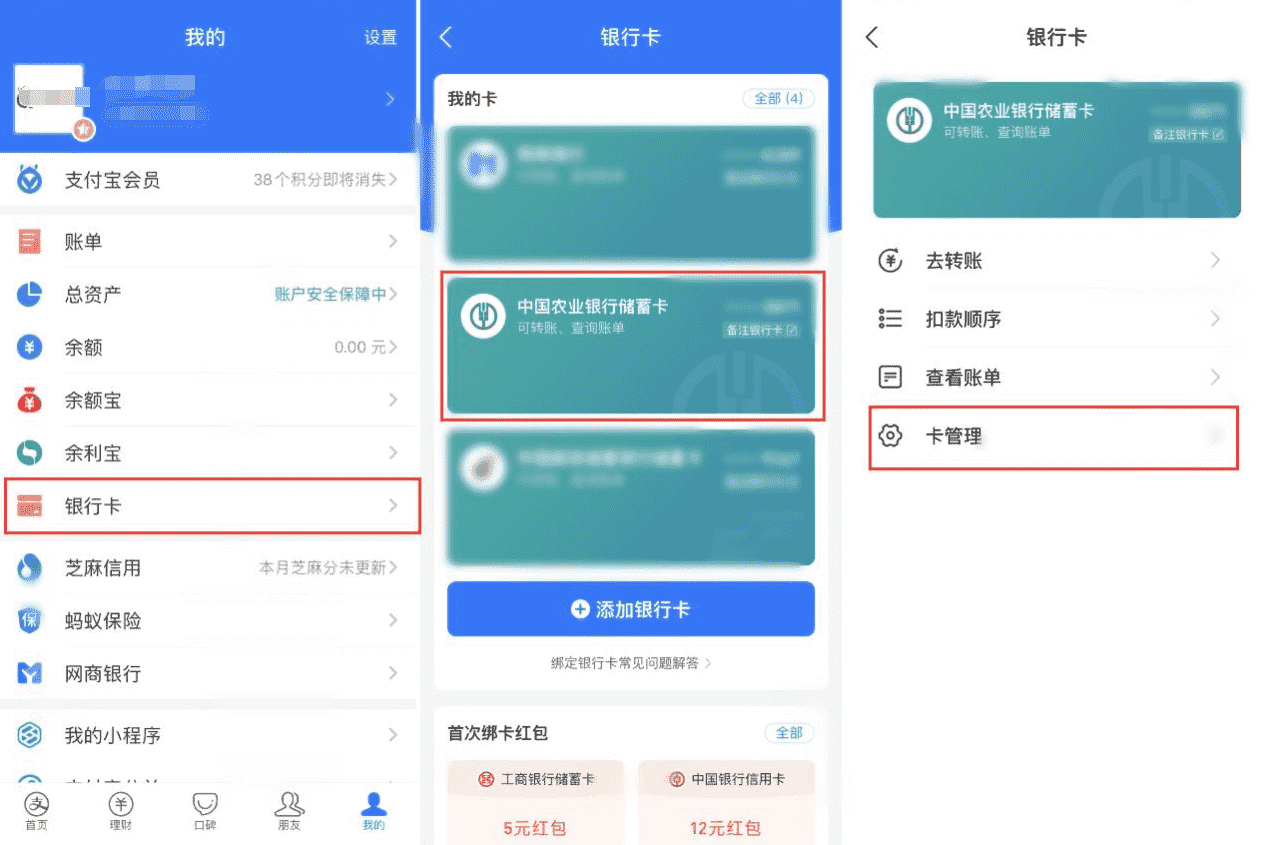 我的
设置
支付宝会员
38个积分即将消失
账单
总资产
账户安全保障中
余额
0.00 元
余额宝
余利宝
银行卡
芝麻信用
本月芝麻分未更新
蚂蚁保险
网商银行
我的小程序
首页
理财
口碑
朋友
我的
银行卡
我的卡
全部 (4)
中国农业银行储蓄卡
可转账、查询账单
备注银行卡
添加银行卡
绑定银行卡常见问题解答
首次绑卡红包
全部
工商银行储蓄卡
5元红包
中国银行信用卡
12元红包
银行卡
中国农业银行储蓄卡
可转账、查询账单
备注银行卡
去转账
扣款顺序
查看账单
卡管理